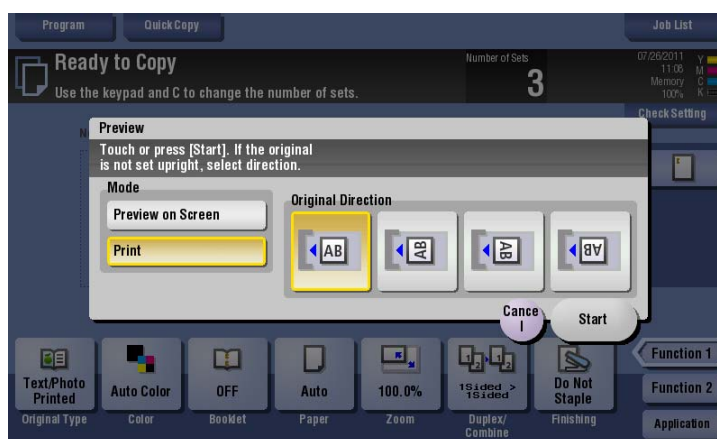 Program
Quick Copy
Job List
Ready to Copy
Use the keypad and C to change the number of sets.
Number of Sets
3
07/26/2011
11:06
Memory
100%
Y
M
C
K
Check Setting
Preview
Touch or press [Start]. If the original
is not set upright, select direction.
Mode
Preview on Screen
Print
Original Direction
AB
AB
AB
AB
Cance
l
Start
Text/Photo
Printed
Auto Color
OFF
Auto
100.0%
1Sided >
1Sided
Do Not
Staple
Original Type
Color
Booklet
Paper
Zoom
Duplex/
Combine
Finishing
Function 1
Function 2
Application